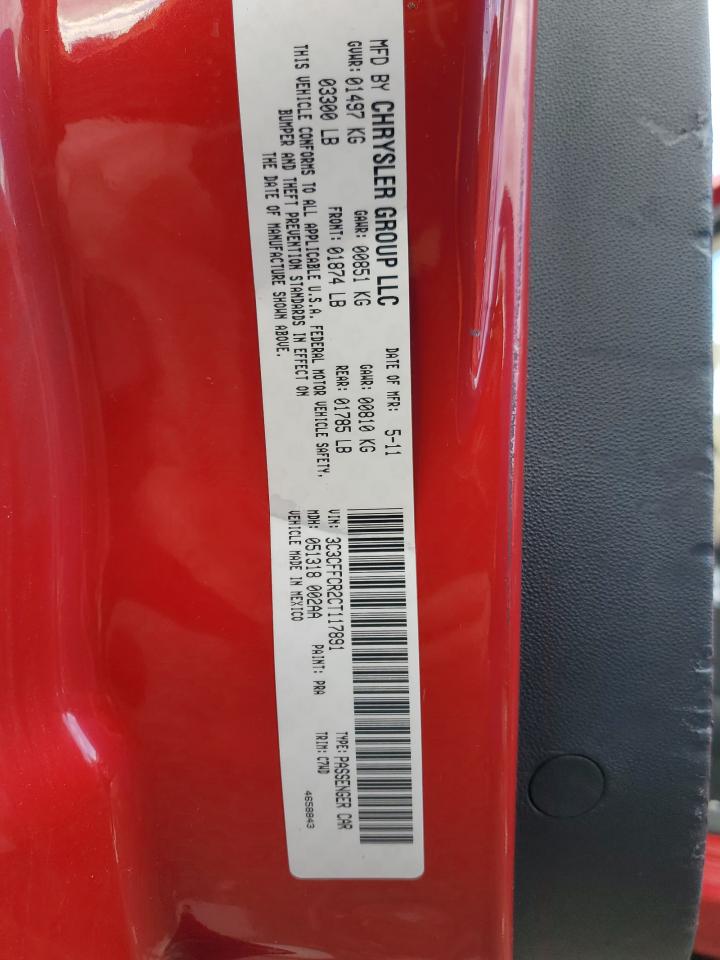 MFD BY CHRYSLER GROUP LLC DATE OF MFR: 5-11
GVWR: 01497 KG GAWR: 00851 KG GAWR: 00810 KG
03300 LB FRONT: 01874 LB REAR: 01785 LB
THIS VEHICLE CONFORMS TO ALL APPLICABLE U.S.A. FEDERAL MOTOR VEHICLE SAFETY,
BUMPER AND THEFT PREVENTION STANDARDS IN EFFECT ON
THE DATE OF MANUFACTURE SHOWN ABOVE.
VIN: 3C3CFFCR2CT117891 TYPE: PASSENGER CAR
MDH: 051318 002AA PAINT: PRA TRIM: C7WD
VEHICLE MADE IN MEXICO 4658843